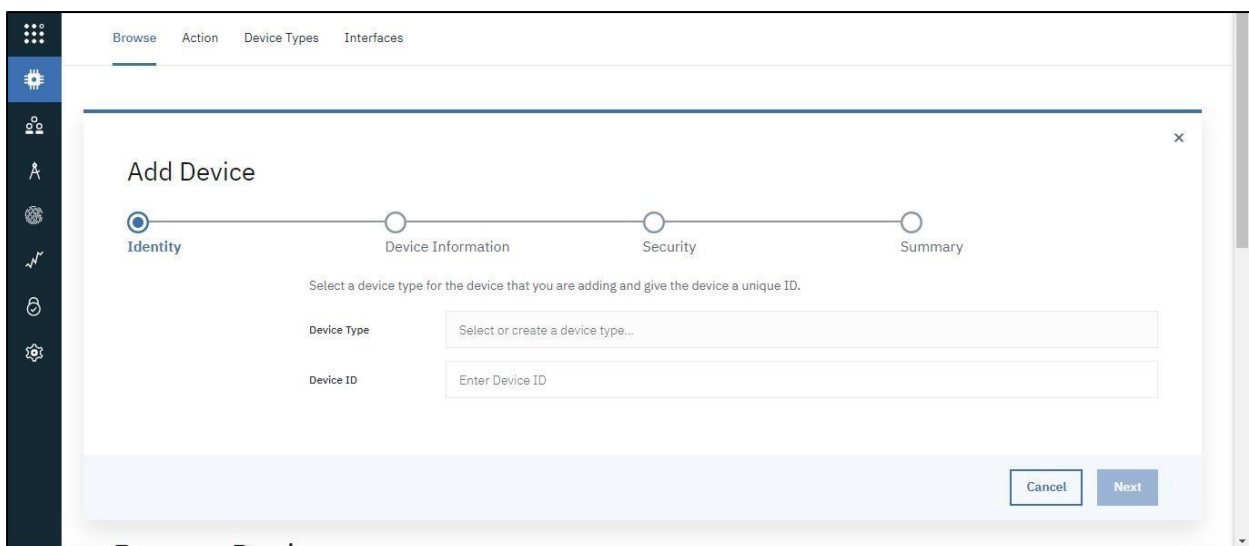 Browse Action Device Types Interfaces
Add Device
Identity Device Information Security Summary
Select a device type for the device that you are adding and give the device a unique ID.
Device Type Select or create a device type...
Device ID Enter Device ID
Cancel Next